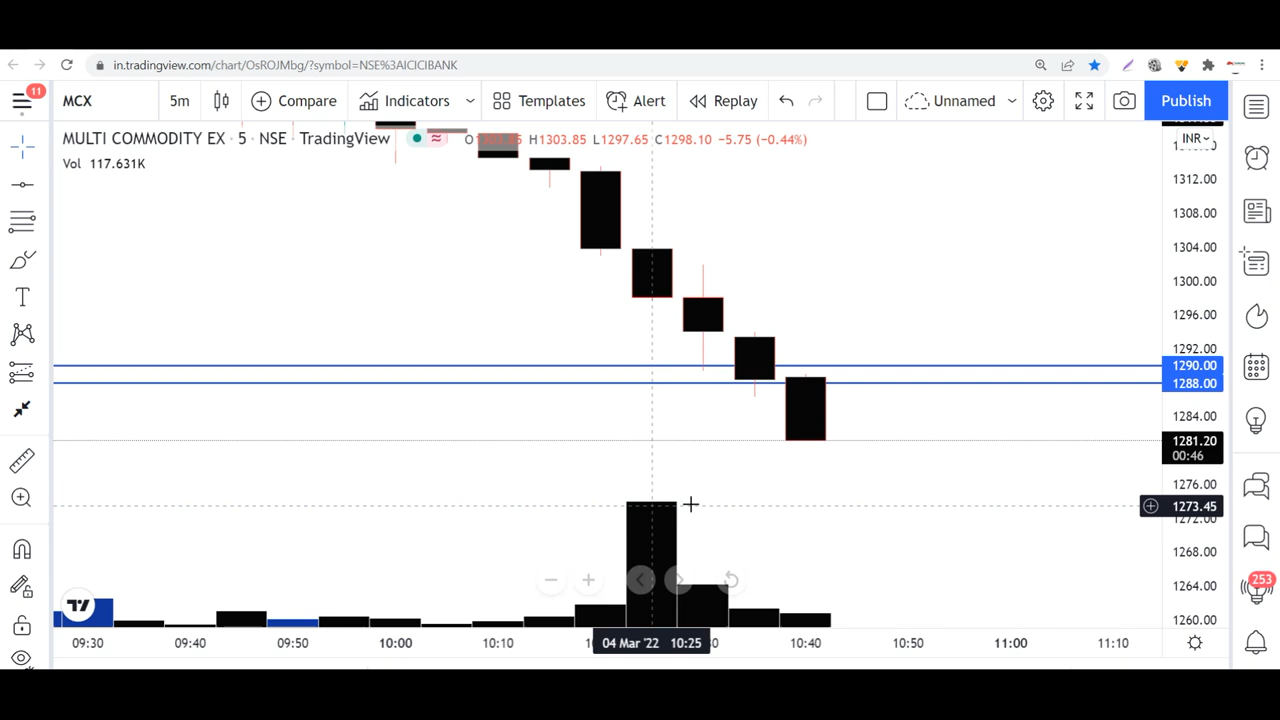 in.tradingview.com/chart/OsROJMbg/?symbol=NSE%3AICICIBANK
11
MCX
5m
Compare
Indicators
Templates
Alert
Replay
Unnamed
Publish
MULTI COMMODITY EX · 5 · NSE · TradingView
H1303.85 L1297.65 C1298.10 −5.75 (−0.44%)
Vol 117.631K
INR
1312.00
1308.00
1304.00
1300.00
1296.00
1292.00
1290.00
1288.00
1284.00
1281.20
00:46
1276.00
1273.45
1272.00
1268.00
1264.00
1260.00
253
09:30
09:40
09:50
10:00
10:10
04 Mar '22 10:25
10:40
10:50
11:00
11:10